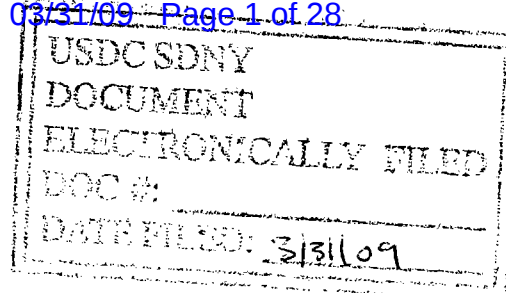 03/31/09 Page 1 of 28
USDC SDNY
DOCUMENT
ELECTRONICALLY FILED
DOC #:
DATE FILED: 3/31/09